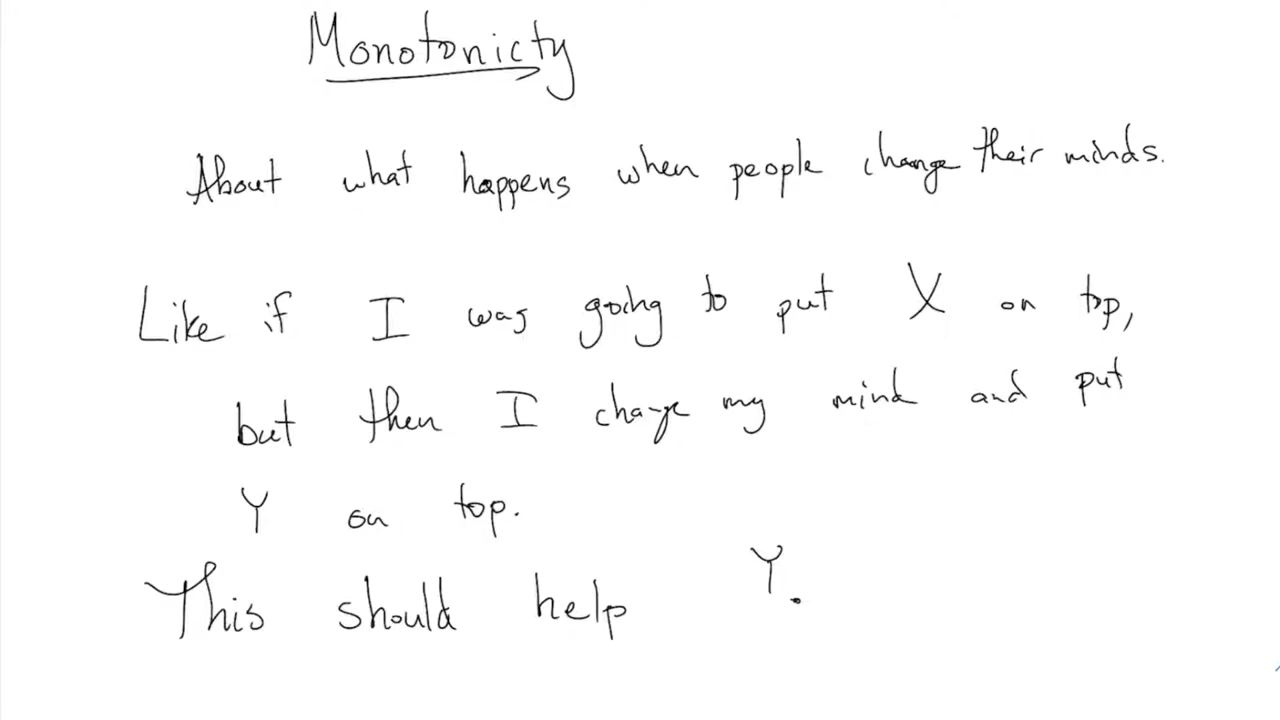 Monotonicty
About what happens when people change their minds.
Like if I was going to put X on top,
but then I change my mind and put
Y on top.
This should help Y.